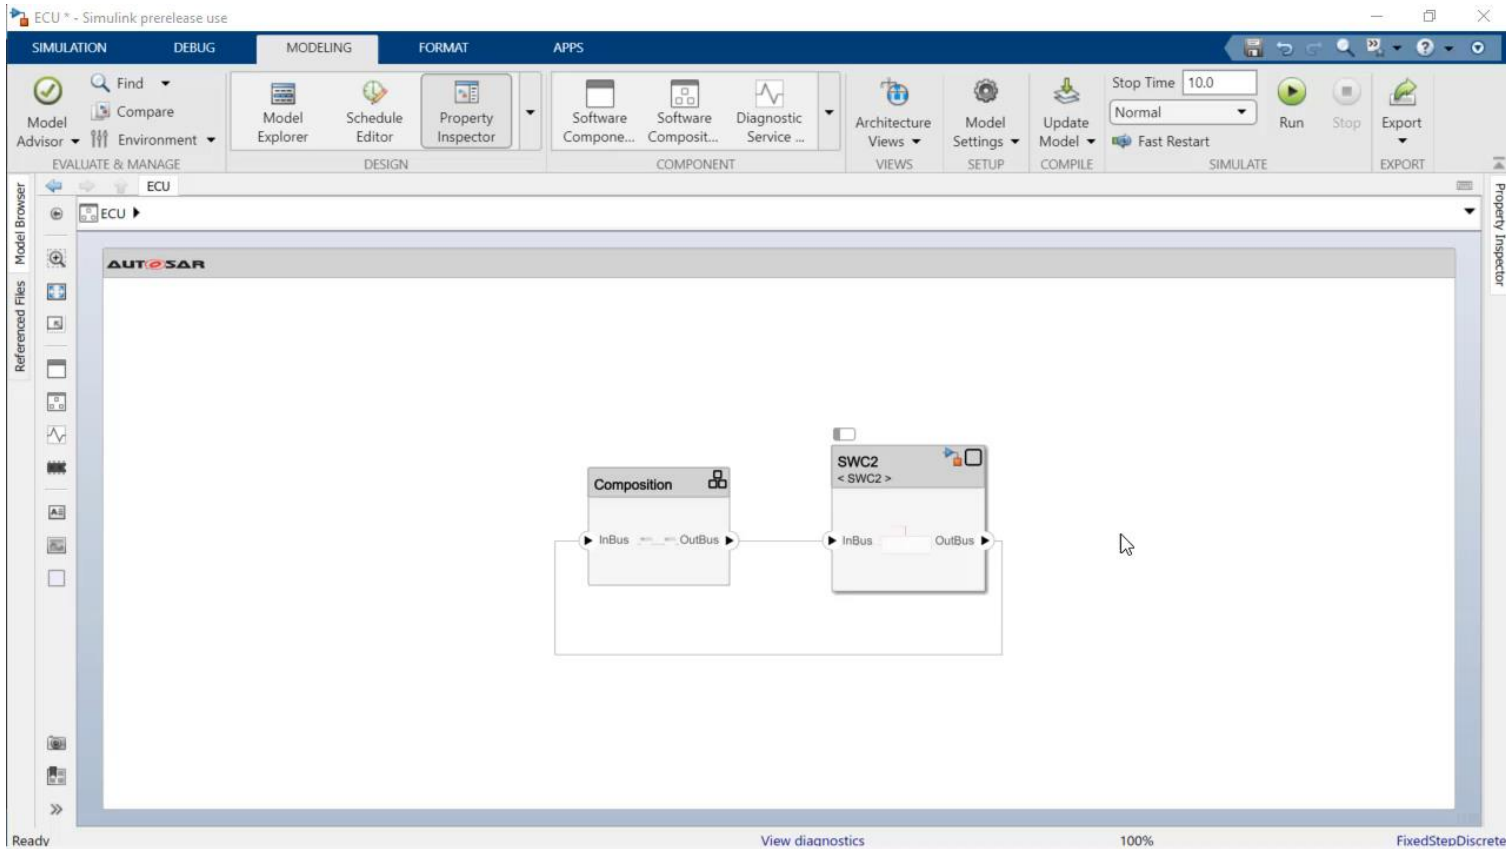 ECU * - Simulink prerelease use
SIMULATION DEBUG MODELING FORMAT APPS
Model Advisor
Find
Compare
Environment
EVALUATE & MANAGE
Model Explorer
Schedule Editor
Property Inspector
DESIGN
Software Compone...
Software Composit...
Diagnostic Service ...
COMPONENT
Architecture Views
VIEWS
Model Settings
SETUP
Update Model
COMPILE
Stop Time 10.0
Normal
Fast Restart
Run
Stop
SIMULATE
Export
EXPORT
Model Browser
Referenced Files
ECU
ECU
Property Inspector
AUTOSAR
Composition
InBus OutBus
SWC2
< SWC2 >
InBus OutBus
Ready
View diagnostics
100%
FixedStepDiscrete